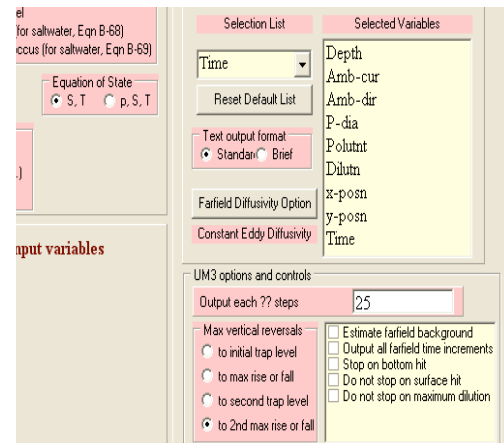 el
for saltwater, Eqn B-68)
occus (for saltwater, Eqn B-69)
Equation of State
S, T
p, S, T
.)
nput variables
Selection List
Time
Reset Default List
Text output format
Standard
Brief
Farfield Diffusivity Option
Constant Eddy Diffusivity
Selected Variables
Depth
Amb-cur
Amb-dir
P-dia
Polutnt
Dilutn
x-posn
y-posn
Time
UM3 options and controls
Output each ?? steps
25
Max vertical reversals
to initial trap level
to max rise or fall
to second trap level
to 2nd max rise or fall
Estimate farfield background
Output all farfield time increments
Stop on bottom hit
Do not stop on surface hit
Do not stop on maximum dilution